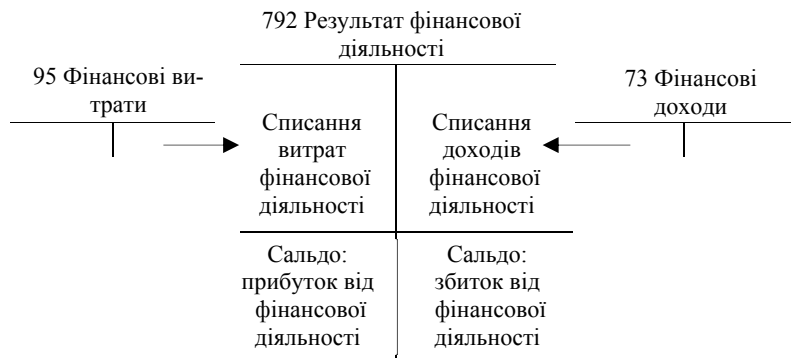 792 Результат фінансової
діяльності
95 Фінансові ви-
трати
73 Фінансові
доходи
Списання
витрат
фінансової
діяльності
Списання
доходів
фінансової
діяльності
Сальдо:
прибуток від
фінансової
діяльності
Сальдо:
збиток від
фінансової
діяльності